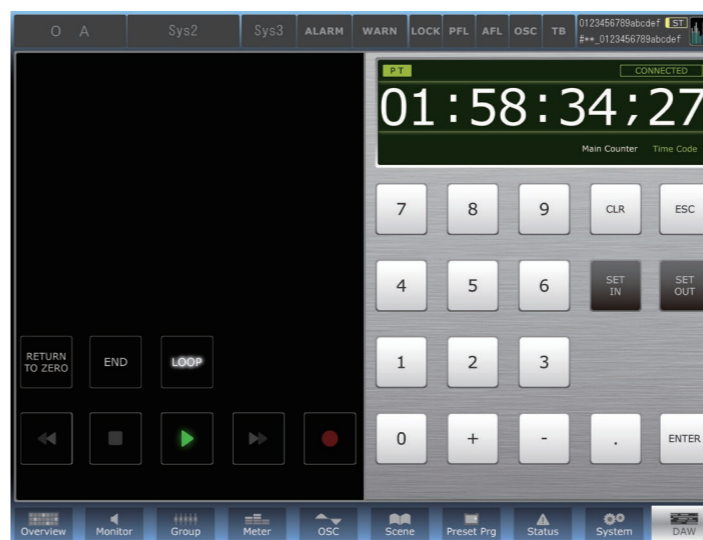 O A Sys2 Sys3 ALARM WARN LOCK PFL AFL OSC TB
0123456789abcdef ST
#**_0123456789abcdef
PT CONNECTED
01:58:34;27
Main Counter Time Code
7 8 9 CLR ESC
4 5 6 SET IN SET OUT
RETURN TO ZERO END LOOP
1 2 3
0 + - . ENTER
Overview Monitor Group Meter OSC Scene Preset Prg Status System DAW